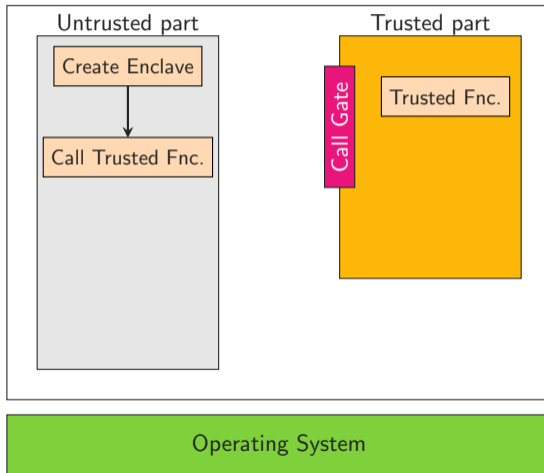 Untrusted part
Trusted part
Create Enclave
Call Trusted Fnc.
Call Gate
Trusted Fnc.
Operating System